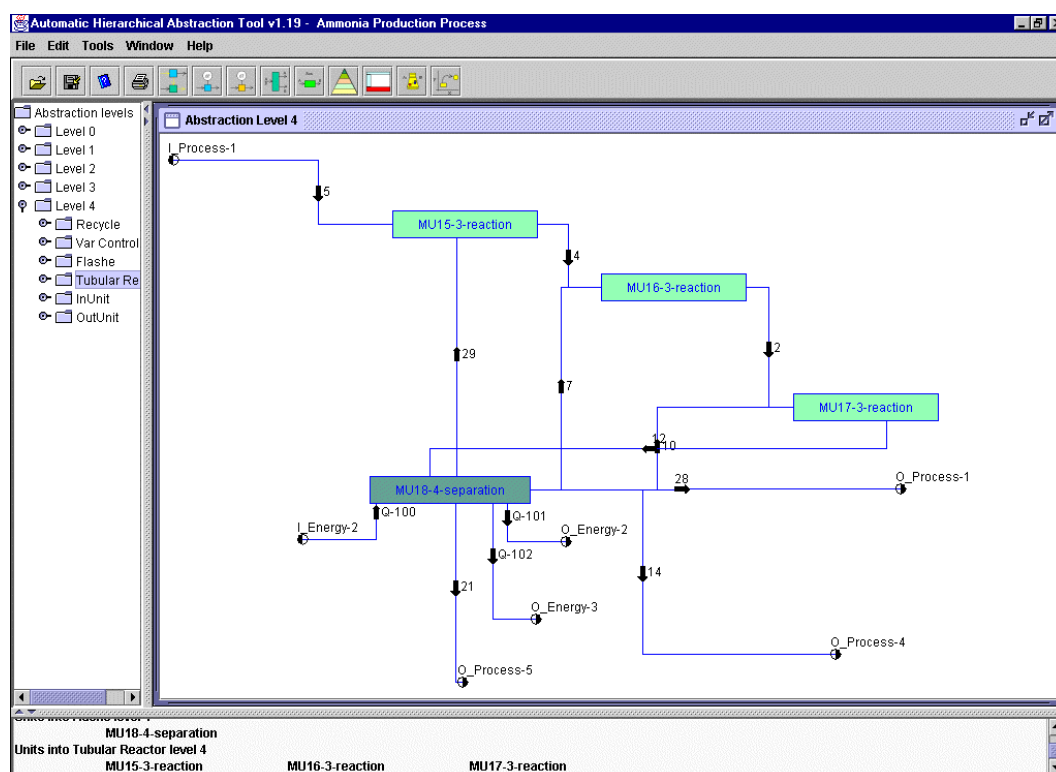 Automatic Hierarchical Abstraction Tool v1.19 - Ammonia Production Process
File Edit Tools Window Help
Abstraction levels
Level 0
Level 1
Level 2
Level 3
Level 4
Recycle
Var Control
Flashe
Tubular Re
InUnit
OutUnit
Abstraction Level 4
I_Process-1
5
MU15-3-reaction
4
MU16-3-reaction
2
29
7
MU17-3-reaction
12
10
MU18-4-separation
28
O_Process-1
Q-100
Q-101
I_Energy-2
O_Energy-2
Q-102
14
21
O_Energy-3
O_Process-4
O_Process-5
MU18-4-separation
Units into Tubular Reactor level 4
MU15-3-reaction MU16-3-reaction MU17-3-reaction